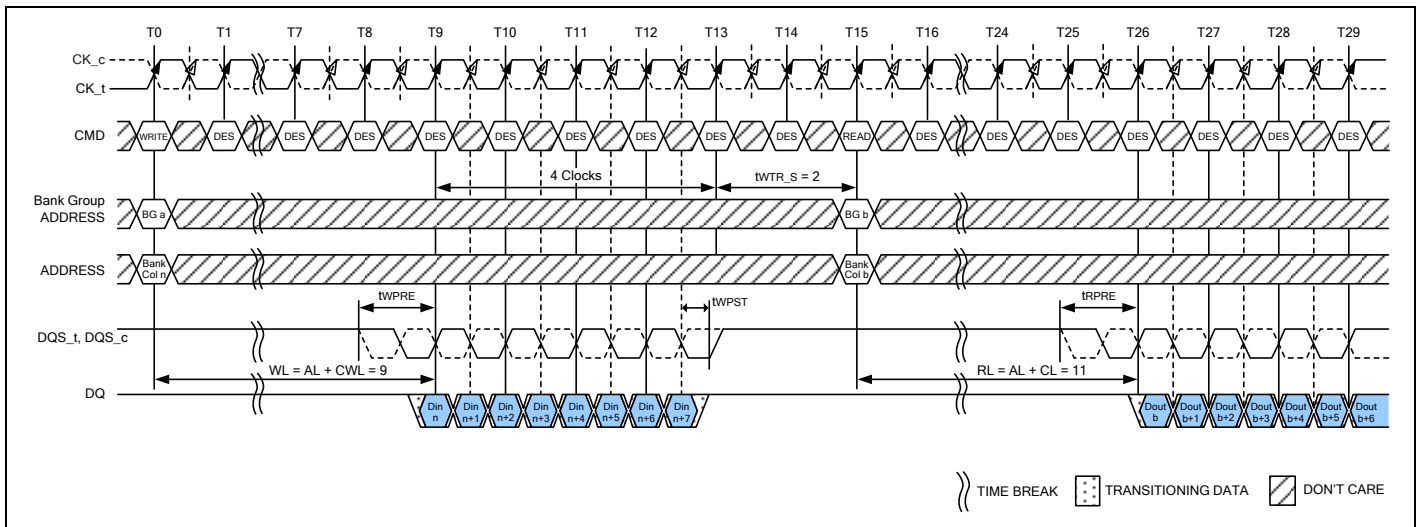 T0 T1 T7 T8 T9 T10 T11 T12 T13 T14 T15 T16 T24 T25 T26 T27 T28 T29
CK_c
CK_t
CMD WRITE DES DES DES DES DES DES DES DES DES READ DES DES DES DES DES DES DES
4 Clocks tWTR_S = 2
Bank Group
ADDRESS BG a BG b
ADDRESS Bank Col n Bank Col b
tWPRE tWPST tRPRE
DQS_t, DQS_c
WL = AL + CWL = 9 RL = AL + CL = 11
DQ Din n Din n+1 Din n+2 Din n+3 Din n+4 Din n+5 Din n+6 Din n+7 Dout b Dout b+1 Dout b+2 Dout b+3 Dout b+4 Dout b+5 Dout b+6
TIME BREAK TRANSITIONING DATA DON'T CARE